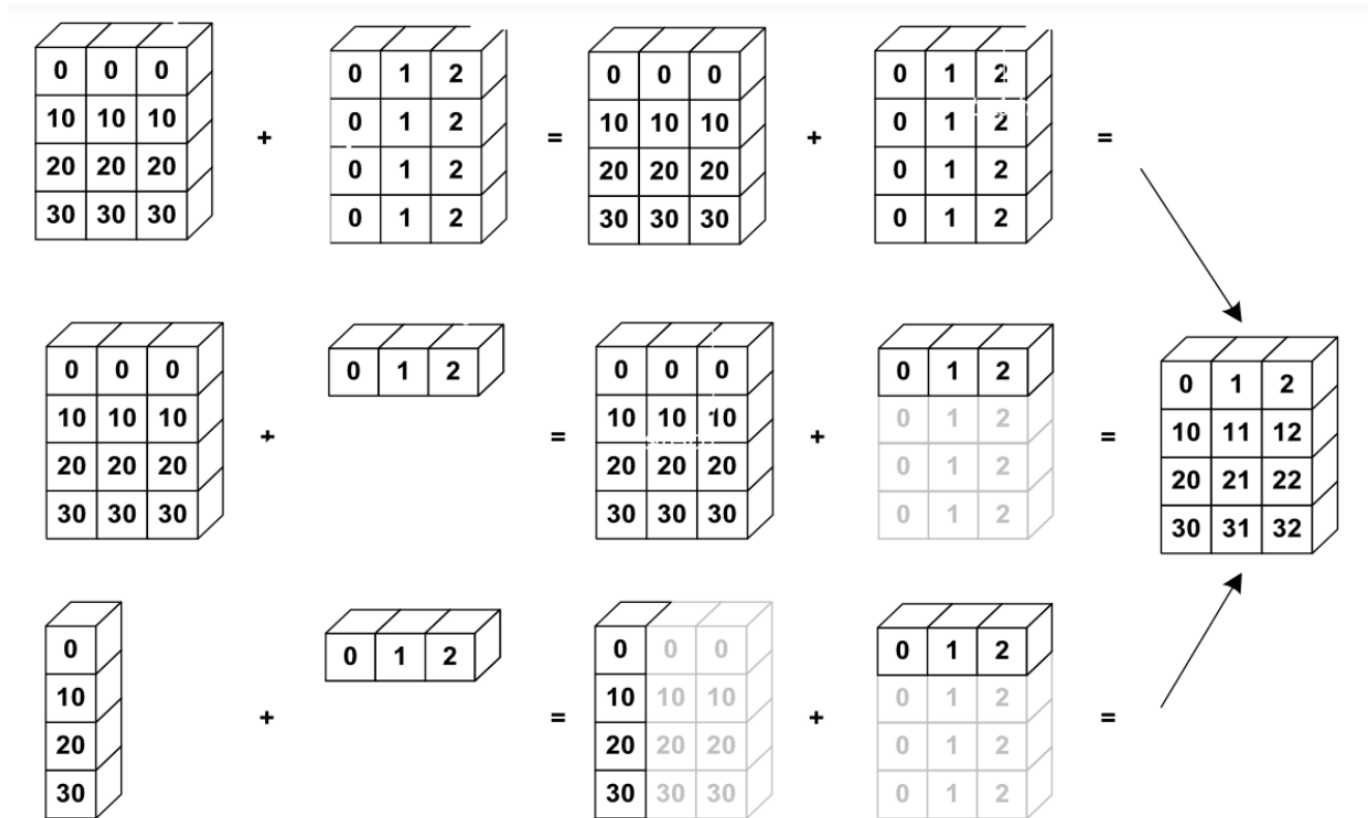 0 0 0 0 1 2 0 0 0 0 1 2
10 10 10 0 1 2 10 10 10 0 1 2
+ = + =
20 20 20 0 1 2 20 20 20 0 1 2
30 30 30 0 1 2 30 30 30 0 1 2
0 0 0 0 1 2 0 0 0 0 1 2
10 10 10 10 10 10 0 1 2
+ = + =
20 20 20 20 20 20 0 1 2
30 30 30 30 30 30 0 1 2
0 1 2
10 11 12
20 21 22
30 31 32
0 0 1 2 0 0 0 0 1 2
10 10 10 10 0 1 2
+ = + =
20 20 20 20 0 1 2
30 30 30 30 0 1 2